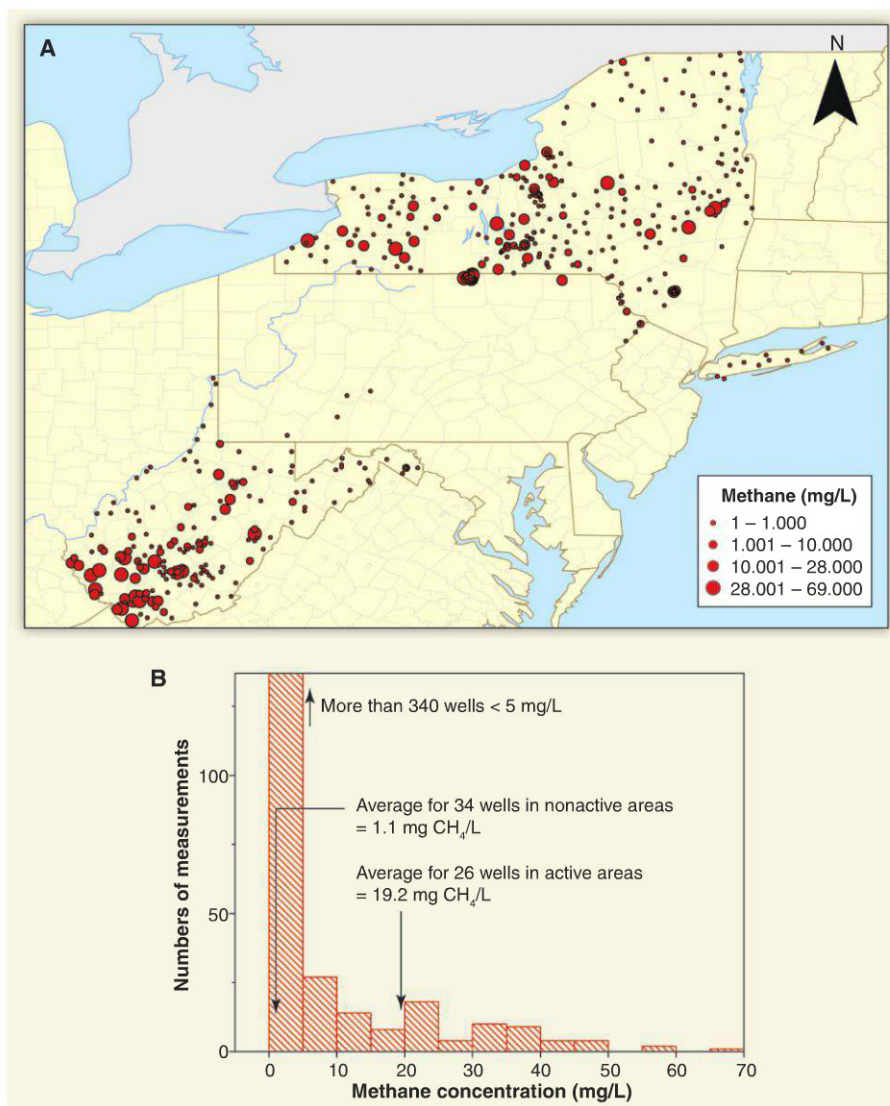 A
N
Methane (mg/L)
1 – 1.000
1.001 – 10.000
10.001 – 28.000
28.001 – 69.000
B
More than 340 wells < 5 mg/L
Average for 34 wells in nonactive areas
= 1.1 mg CH₄/L
Average for 26 wells in active areas
= 19.2 mg CH₄/L
Numbers of measurements
100
50
0
0 10 20 30 40 50 60 70
Methane concentration (mg/L)